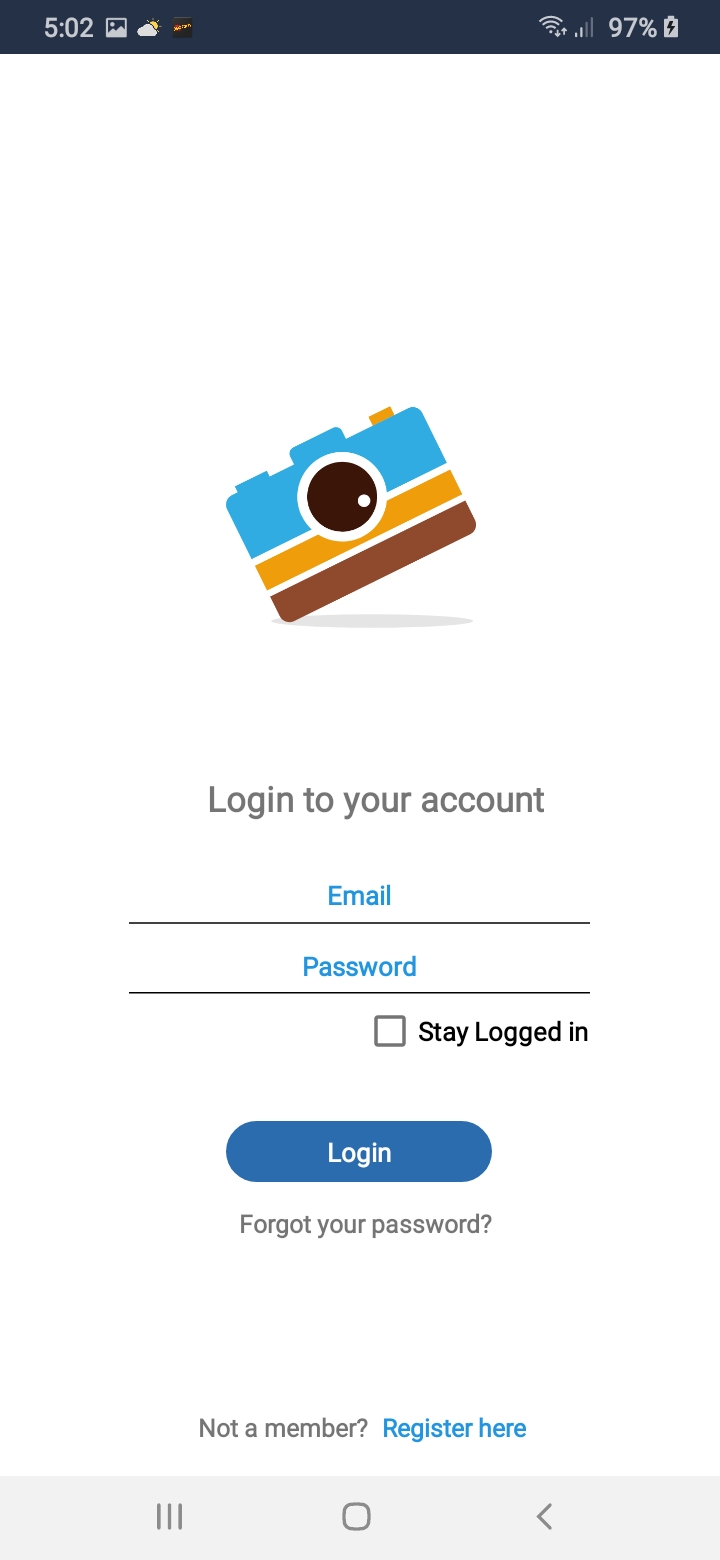 5:02 97%
Login to your account
Email
Password
Stay Logged in
Login
Forgot your password?
Not a member? Register here